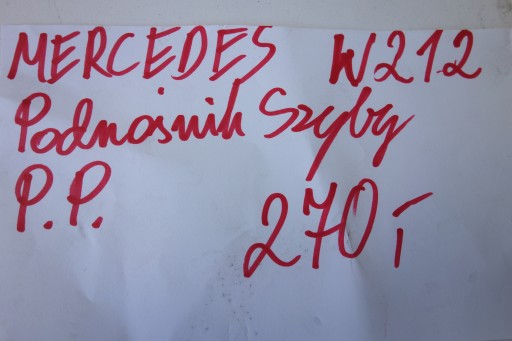 MERCEDES W212
Podnośnik Szyby
P.P.
270,-